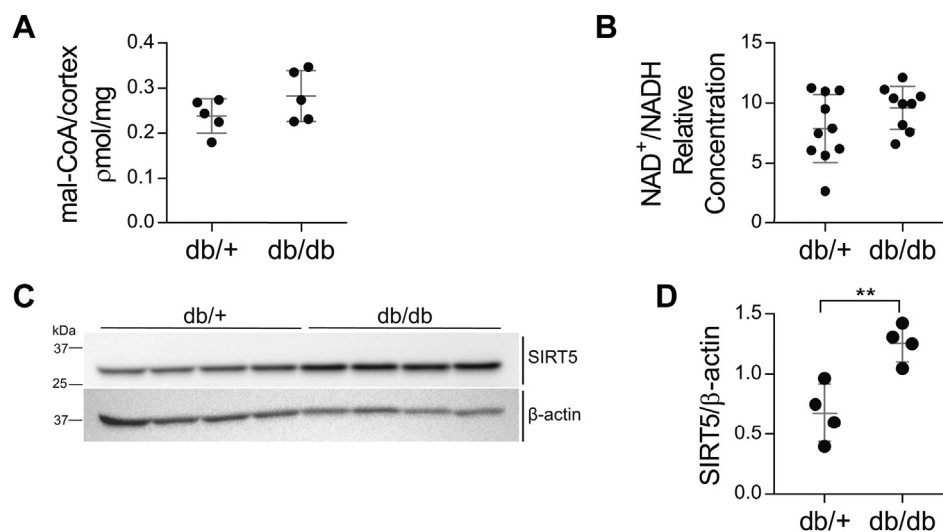 A
mal-CoA/cortex
ρmol/mg
0.4
0.3
0.2
0.1
0.0
db/+ db/db
B
NAD⁺/NADH
Relative
Concentration
15
10
5
0
db/+ db/db
C
db/+ db/db
kDa
37
25
SIRT5
37
β-actin
D
**
SIRT5/β-actin
1.5
1.0
0.5
0.0
db/+ db/db